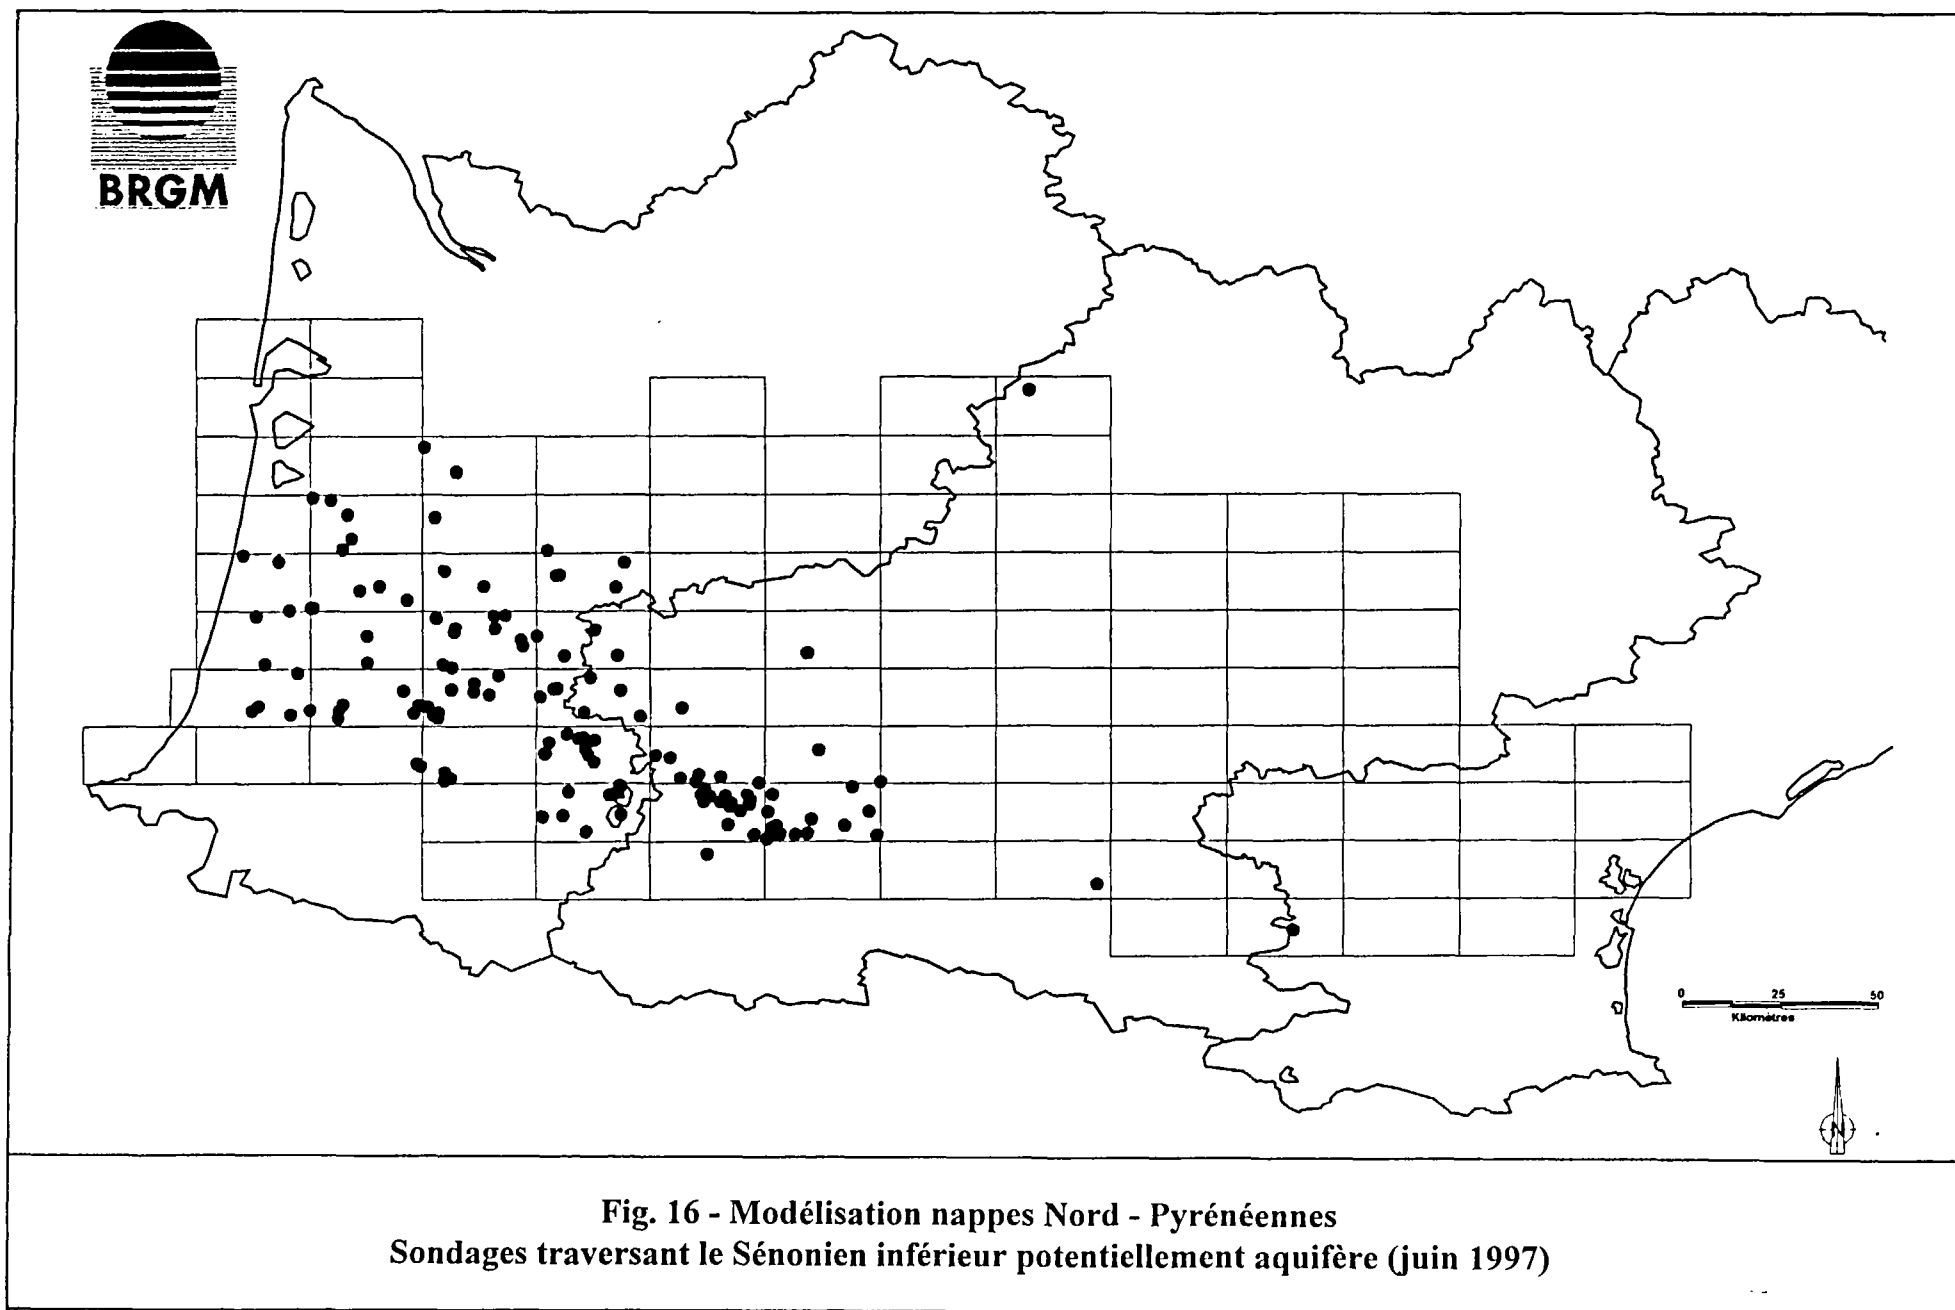 BRGM
0 25 50
Kilomètres
N
Fig. 16 - Modélisation nappes Nord - Pyrénéennes
Sondages traversant le Sénonien inférieur potentiellement aquifère (juin 1997)